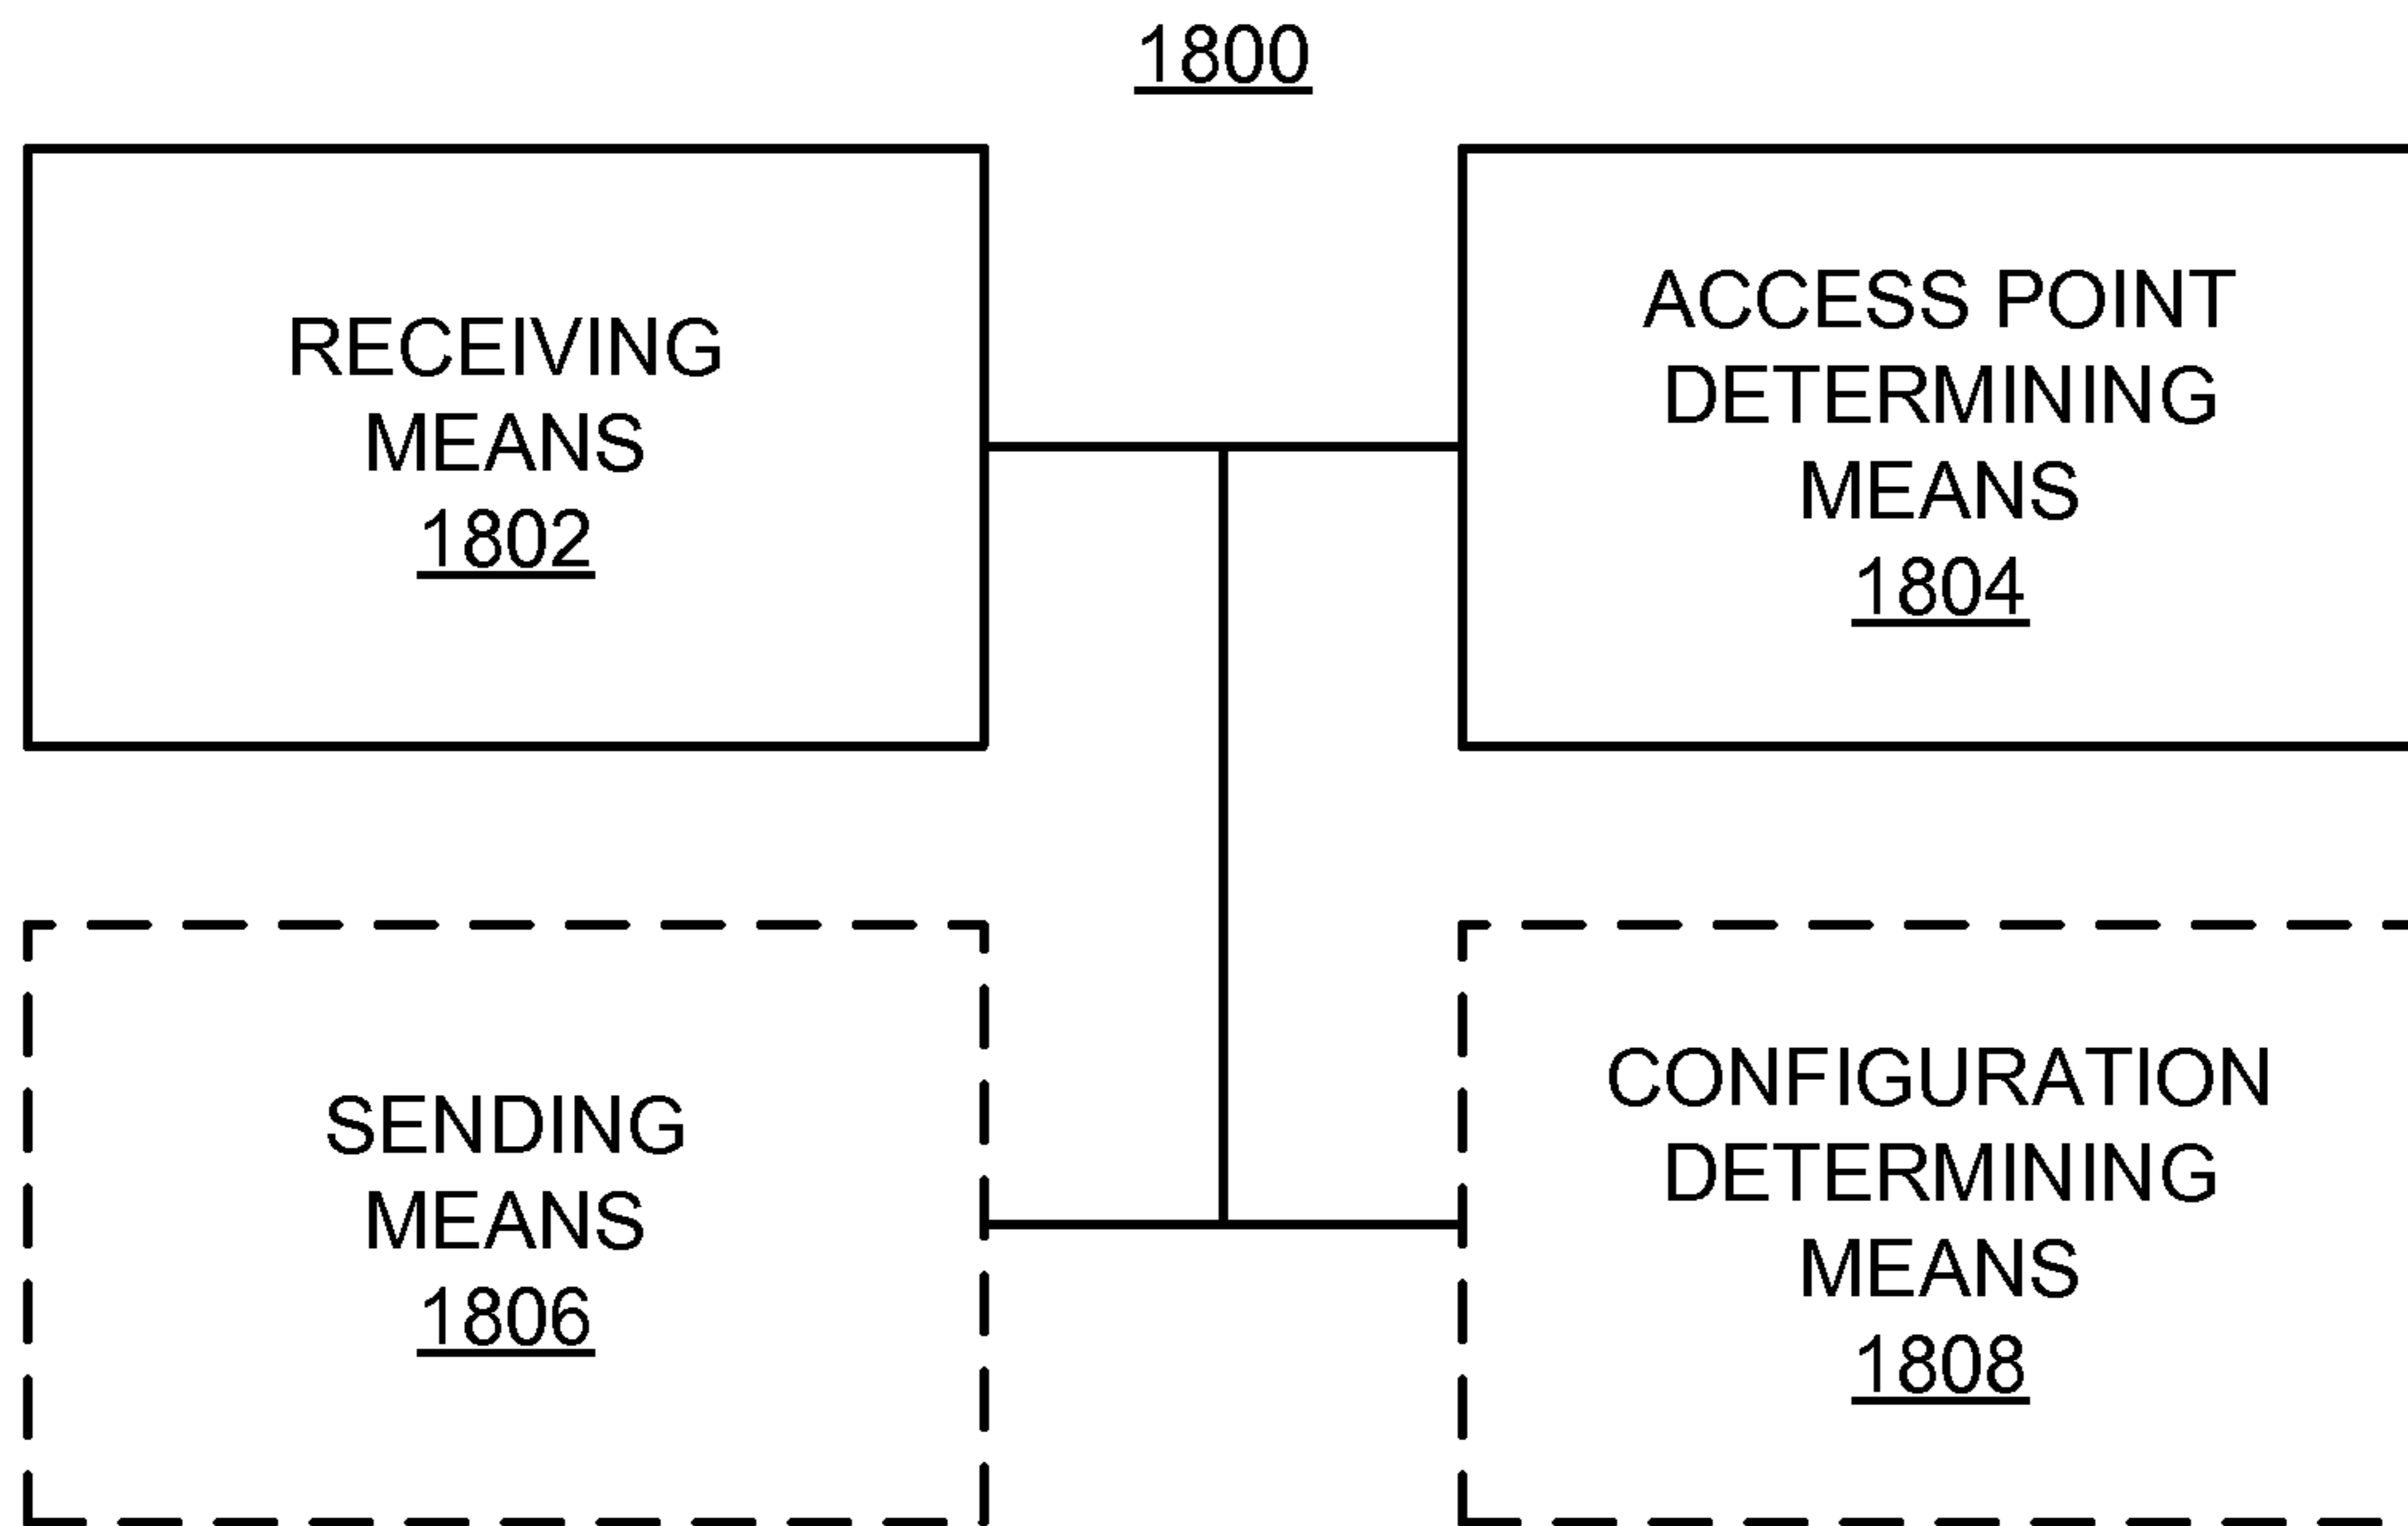 1800
RECEIVING
MEANS
1802
ACCESS POINT
DETERMINING
MEANS
1804
SENDING
MEANS
1806
CONFIGURATION
DETERMINING
MEANS
1808